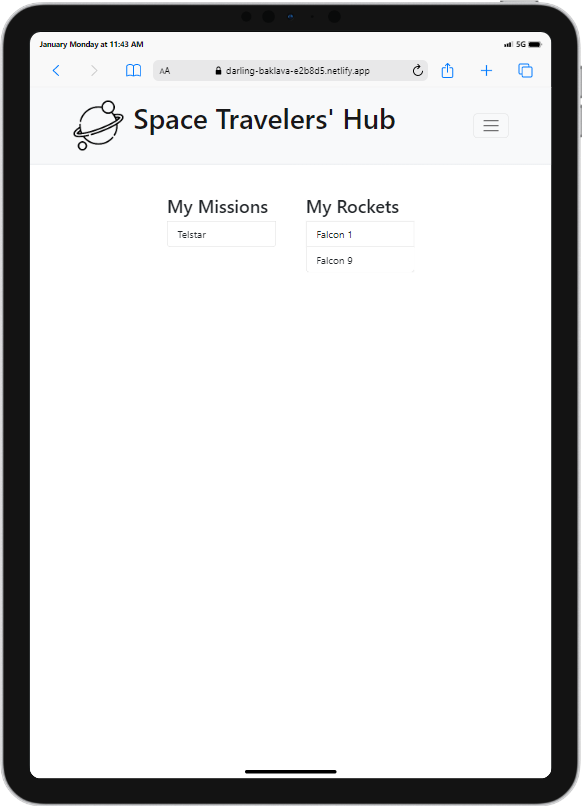 January Monday at 11:43 AM
5G
AA
darling-baklava-e2b8d5.netlify.app
Space Travelers' Hub
My Missions
Telstar
My Rockets
Falcon 1
Falcon 9